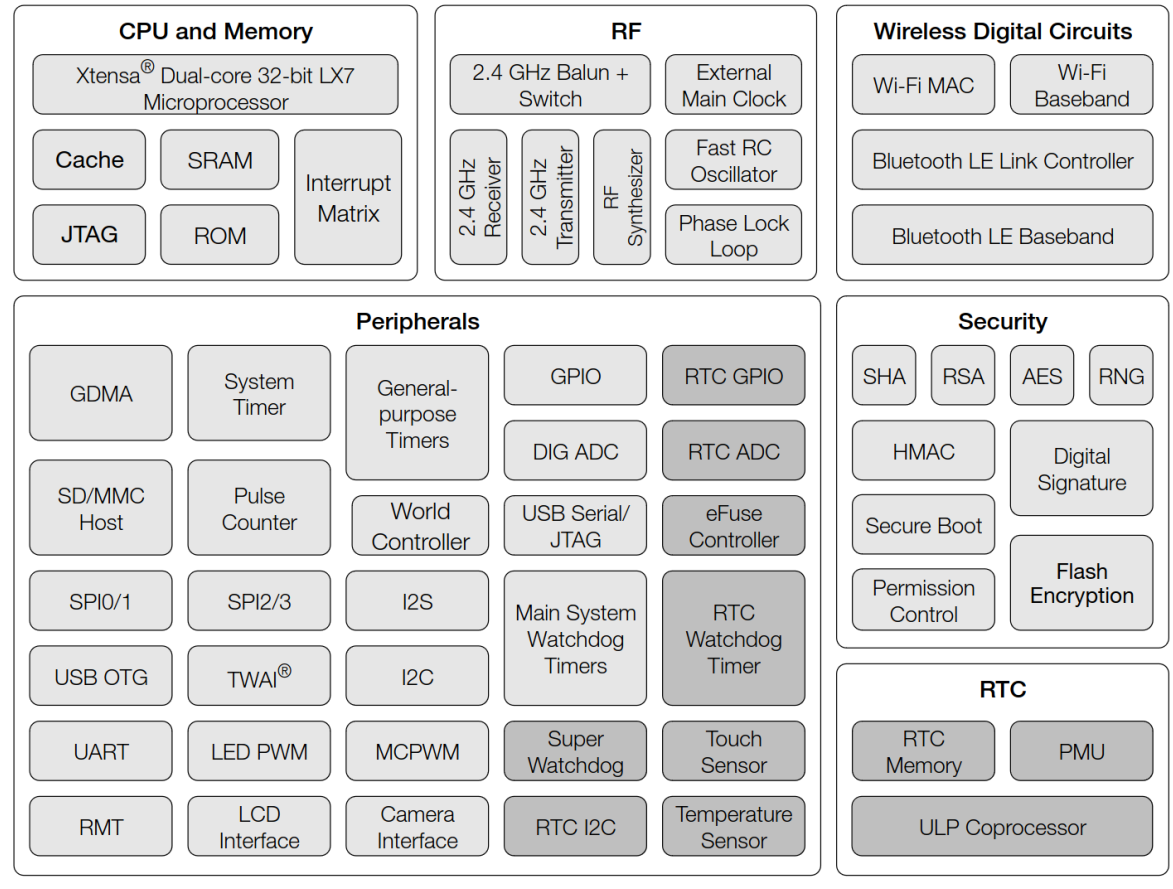 CPU and Memory
Xtensa® Dual-core 32-bit LX7
Microprocessor
Cache
SRAM
Interrupt
Matrix
JTAG
ROM
RF
2.4 GHz Balun +
Switch
External
Main Clock
2.4 GHz
Receiver
2.4 GHz
Transmitter
RF
Synthesizer
Fast RC
Oscillator
Phase Lock
Loop
Wireless Digital Circuits
Wi-Fi MAC
Wi-Fi
Baseband
Bluetooth LE Link Controller
Bluetooth LE Baseband
Peripherals
GDMA
System
Timer
General-
purpose
Timers
GPIO
RTC GPIO
DIG ADC
RTC ADC
SD/MMC
Host
Pulse
Counter
World
Controller
USB Serial/
JTAG
eFuse
Controller
SPI0/1
SPI2/3
I2S
Main System
Watchdog
Timers
RTC
Watchdog
Timer
USB OTG
TWAI®
I2C
UART
LED PWM
MCPWM
Super
Watchdog
Touch
Sensor
RMT
LCD
Interface
Camera
Interface
RTC I2C
Temperature
Sensor
Security
SHA
RSA
AES
RNG
HMAC
Digital
Signature
Secure Boot
Flash
Encryption
Permission
Control
RTC
RTC
Memory
PMU
ULP Coprocessor